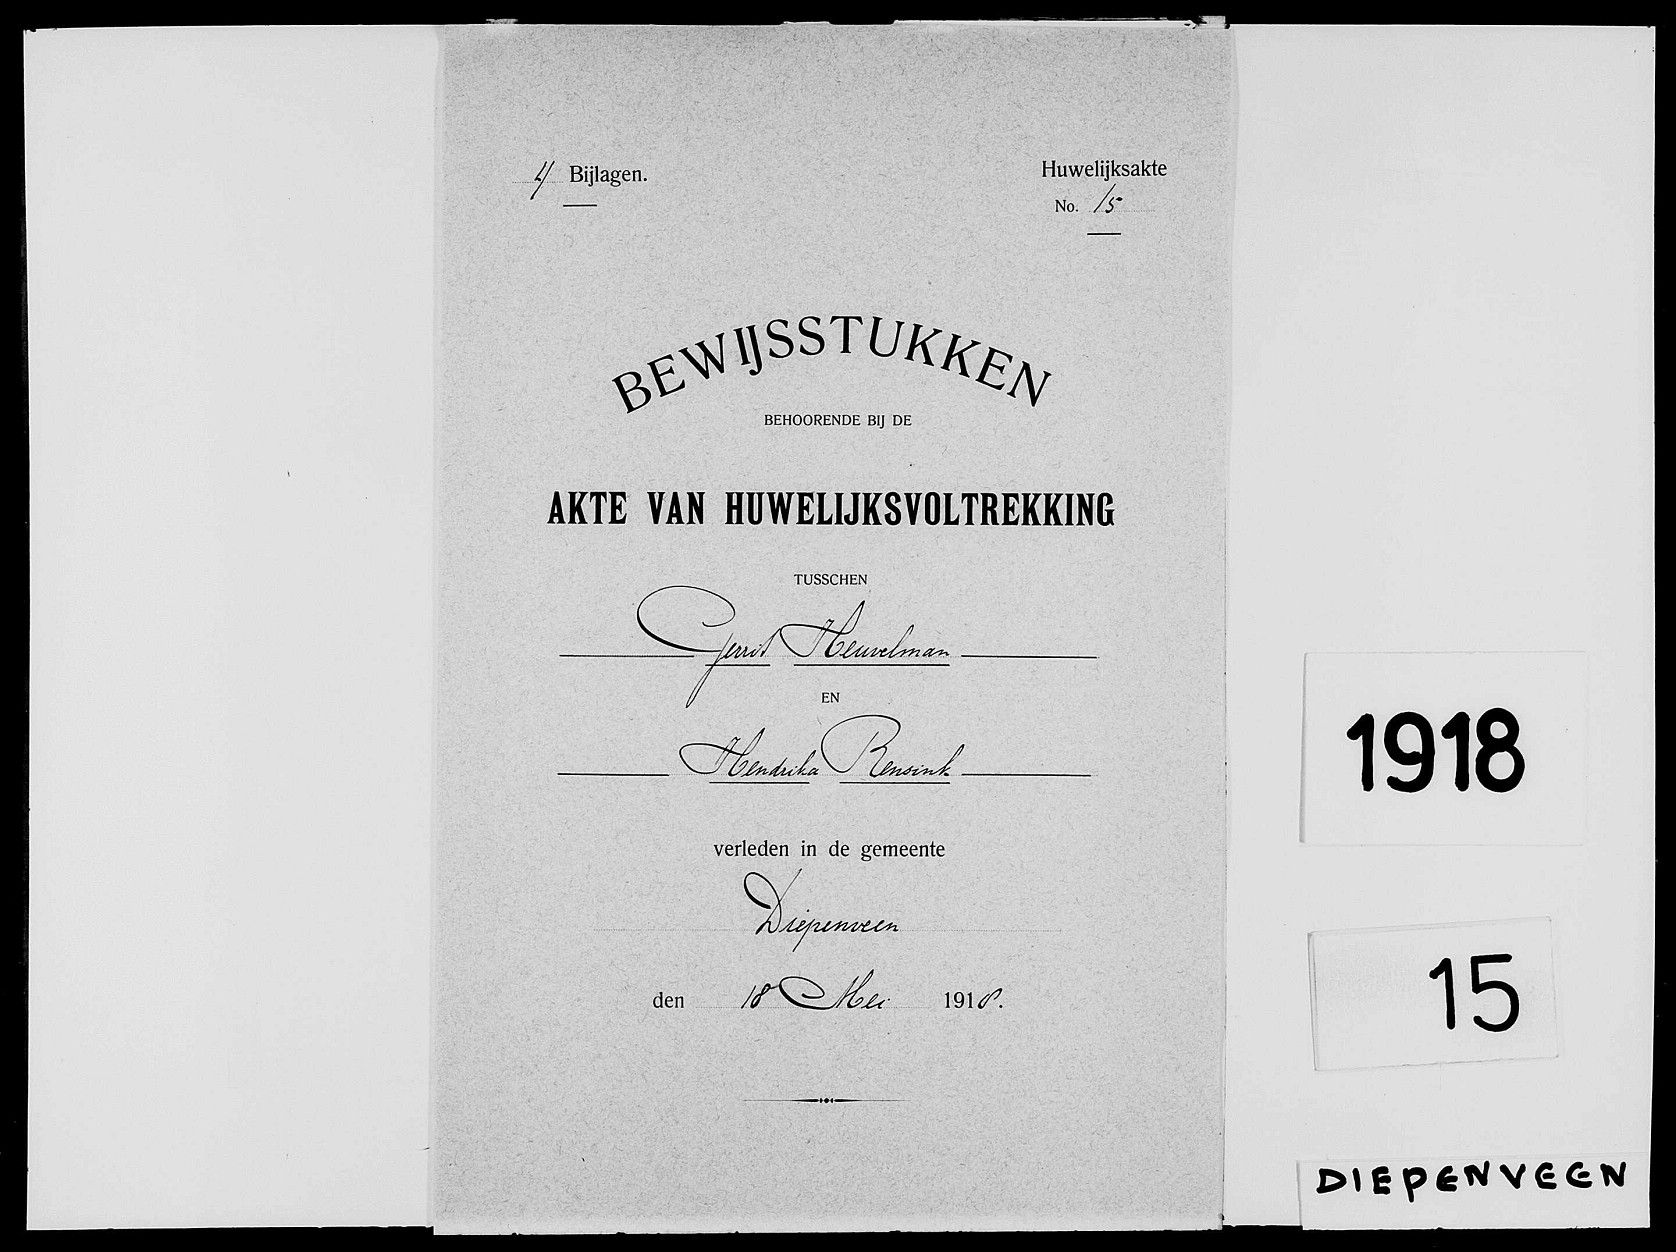 4 Bijlagen.
Huwelijksakte
No. 15
BEWIJSSTUKKEN
BEHOORENDE BIJ DE
AKTE VAN HUWELIJKSVOLTREKKING
TUSSCHEN
Gerrit Heuvelman
EN
Hendrika Rensink
verleden in de gemeente
Diepenveen
den 18 Mei 1918.
1918
15
DIEPENVEEN